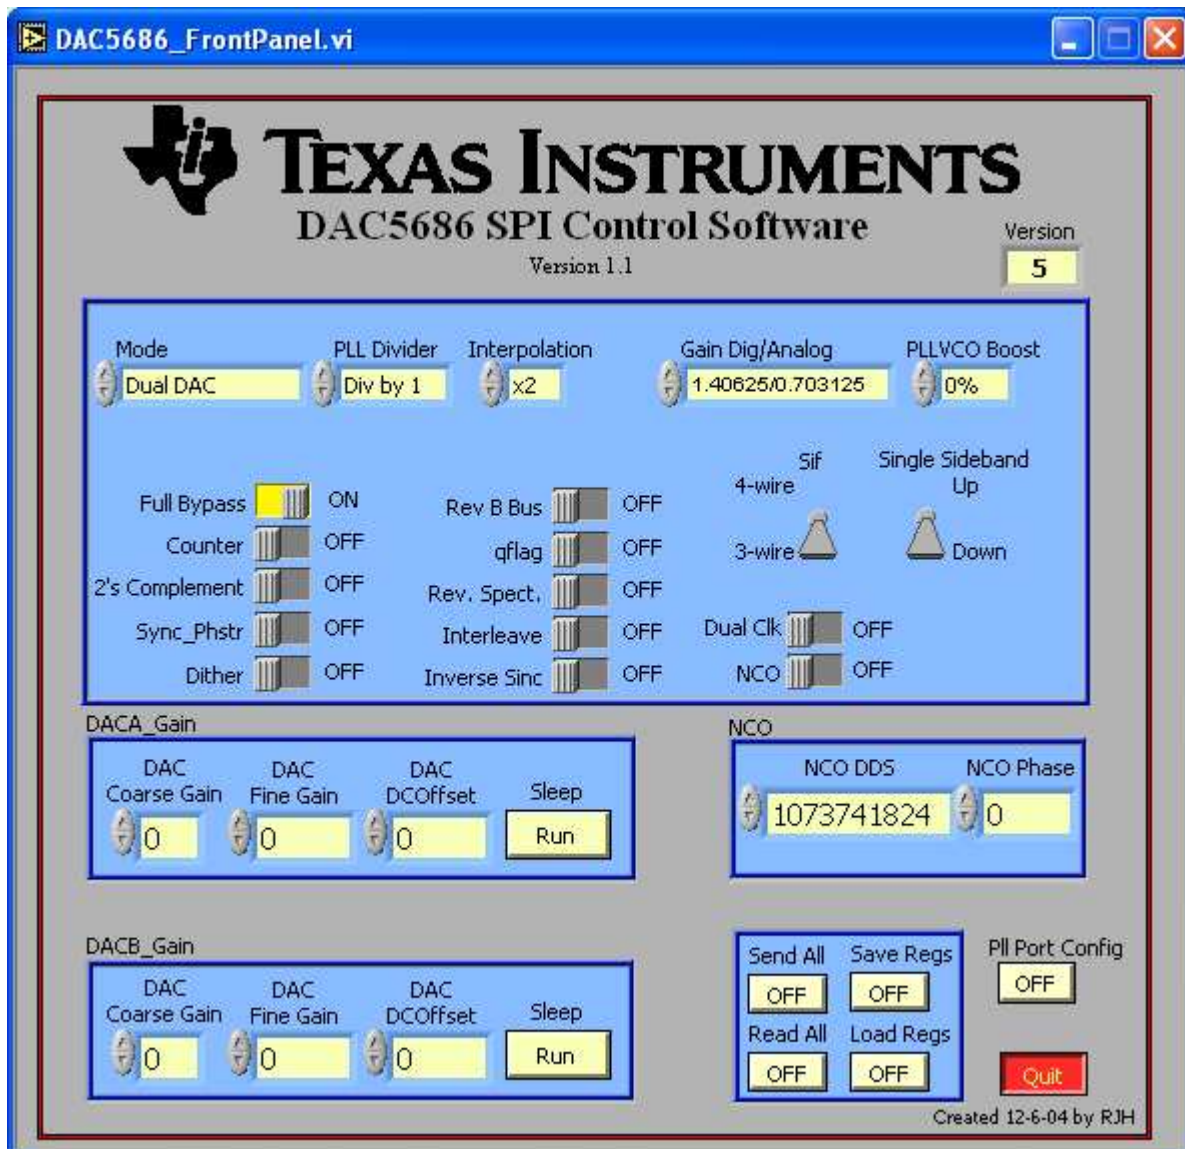 DAC5686_FrontPanel.vi
TEXAS INSTRUMENTS
DAC5686 SPI Control Software
Version 1.1
Version
5
Mode PLL Divider Interpolation Gain Dig/Analog PLLVCO Boost
Dual DAC Div by 1 x2 1.40625/0.703125 0%
Sif Single Sideband
4-wire Up
3-wire Down
Full Bypass ON Rev B Bus OFF
Counter OFF qflag OFF
2's Complement OFF Rev. Spect. OFF
Sync_Phstr OFF Interleave OFF Dual Clk OFF
Dither OFF Inverse Sinc OFF NCO OFF
DACA_Gain
DAC DAC DAC
Coarse Gain Fine Gain DCOffset Sleep
0 0 0 Run
NCO
NCO DDS NCO Phase
1073741824 0
DACB_Gain
DAC DAC DAC
Coarse Gain Fine Gain DCOffset Sleep
0 0 0 Run
Send All Save Regs
OFF OFF
Read All Load Regs
OFF OFF
Pll Port Config
OFF
Quit
Created 12-6-04 by RJH